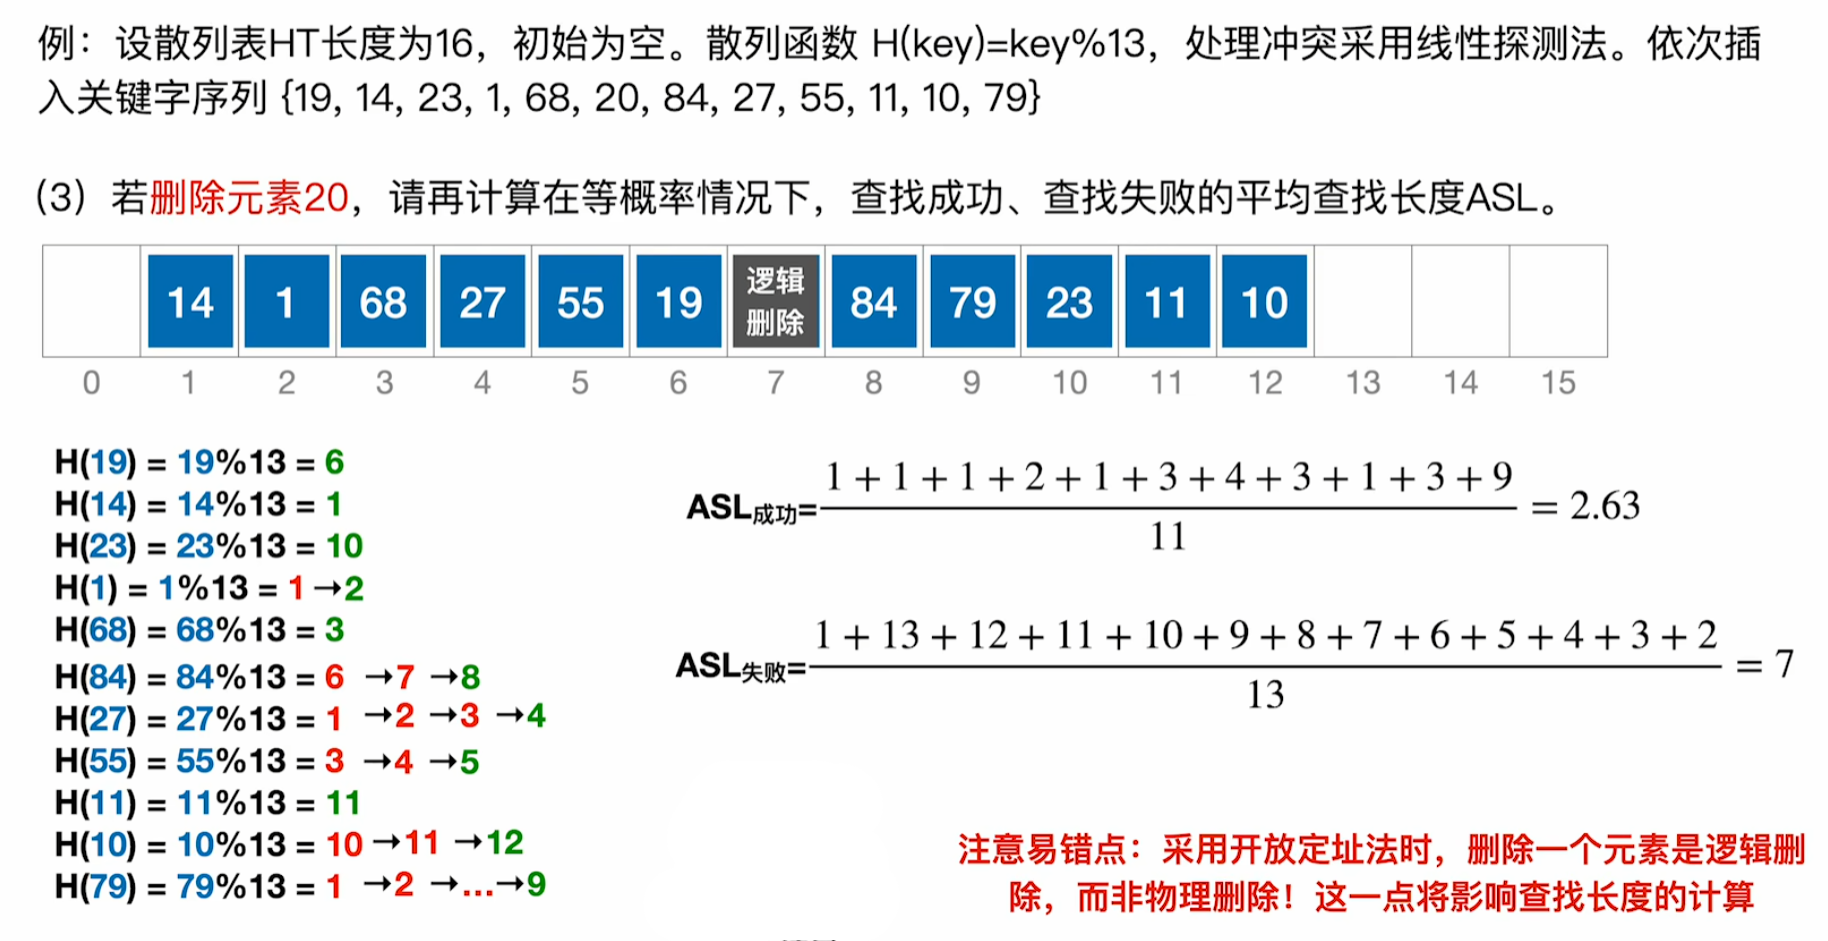 例：设散列表HT长度为16，初始为空。散列函数 H(key)=key%13，处理冲突采用线性探测法。依次插
入关键字序列 {19, 14, 23, 1, 68, 20, 84, 27, 55, 11, 10, 79}
（3）若删除元素20，请再计算在等概率情况下，查找成功、查找失败的平均查找长度ASL。
14 1 68 27 55 19 逻辑删除 84 79 23 11 10
0 1 2 3 4 5 6 7 8 9 10 11 12 13 14 15
H(19) = 19%13 = 6
H(14) = 14%13 = 1
H(23) = 23%13 = 10
H(1) = 1%13 = 1→2
H(68) = 68%13 = 3
H(84) = 84%13 = 6 →7 →8
H(27) = 27%13 = 1 →2 →3 →4
H(55) = 55%13 = 3 →4 →5
H(11) = 11%13 = 11
H(10) = 10%13 = 10→11 →12
H(79) = 79%13 = 1 →2 →...→9
1 + 1 + 1 + 2 + 1 + 3 + 4 + 3 + 1 + 3 + 9
ASL成功= = 2.63
11
1 + 13 + 12 + 11 + 10 + 9 + 8 + 7 + 6 + 5 + 4 + 3 + 2
ASL失败= = 7
13
注意易错点：采用开放定址法时，删除一个元素是逻辑删
除，而非物理删除！这一点将影响查找长度的计算